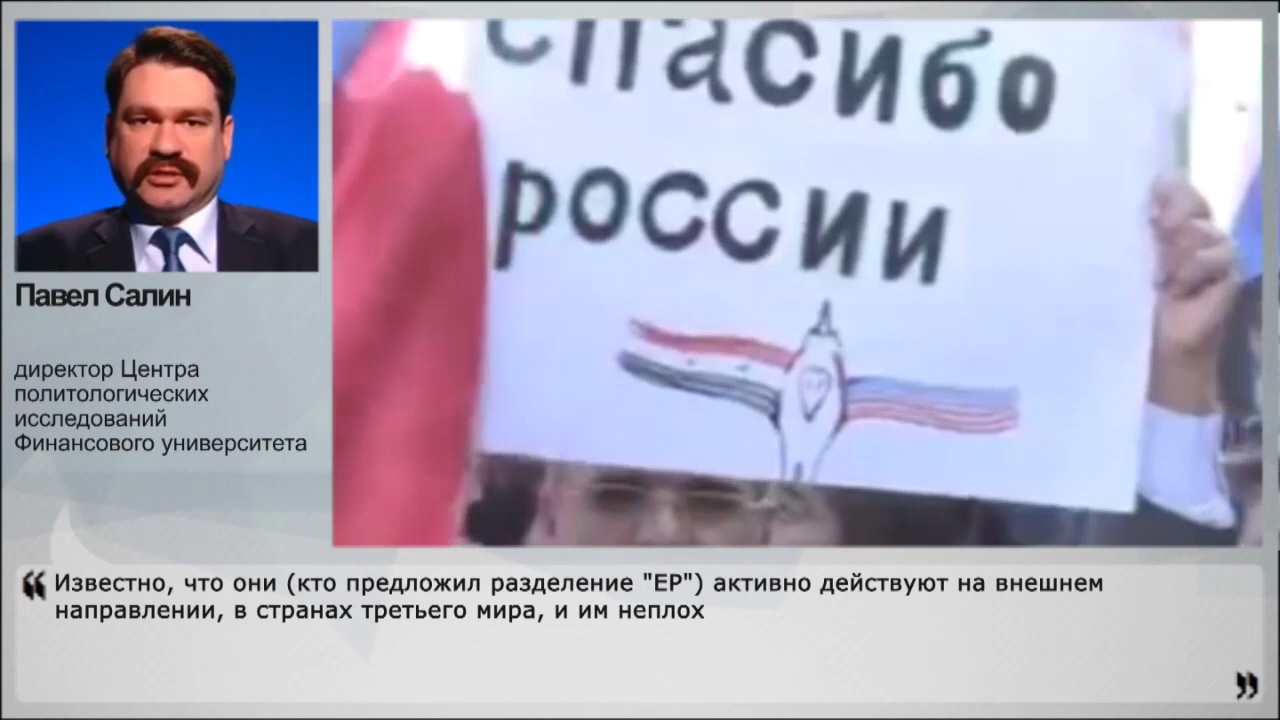 Спасибо
россии
Павел Салин
директор Центра
политологических
исследований
Финансового университета
Известно, что они (кто предложил разделение "ЕР") активно действуют на внешнем
направлении, в странах третьего мира, и им неплох